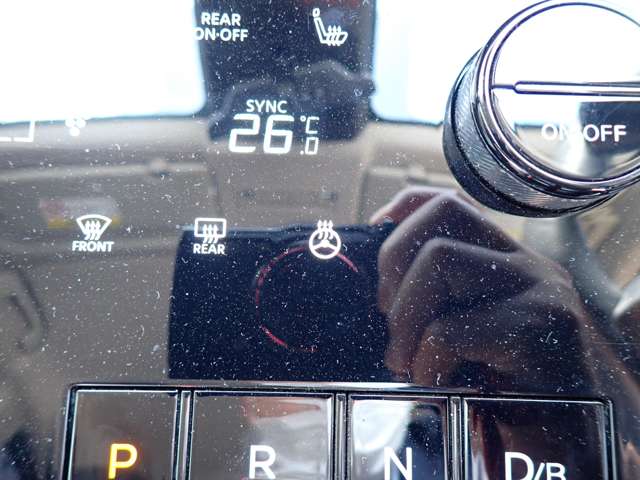 REAR
ON·OFF
SYNC
26.0°C
ON·OFF
FRONT
REAR
P R N D/B